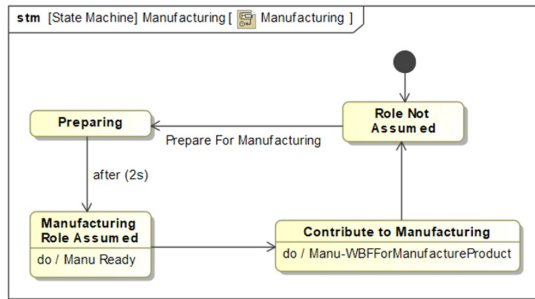 stm [State Machine] Manufacturing [ Manufacturing ]
Role Not
Assumed
Preparing
Prepare For Manufacturing
after (2s)
Manufacturing
Role Assumed
do / Manu Ready
Contribute to Manufacturing
do / Manu-WBFForManufactureProduct